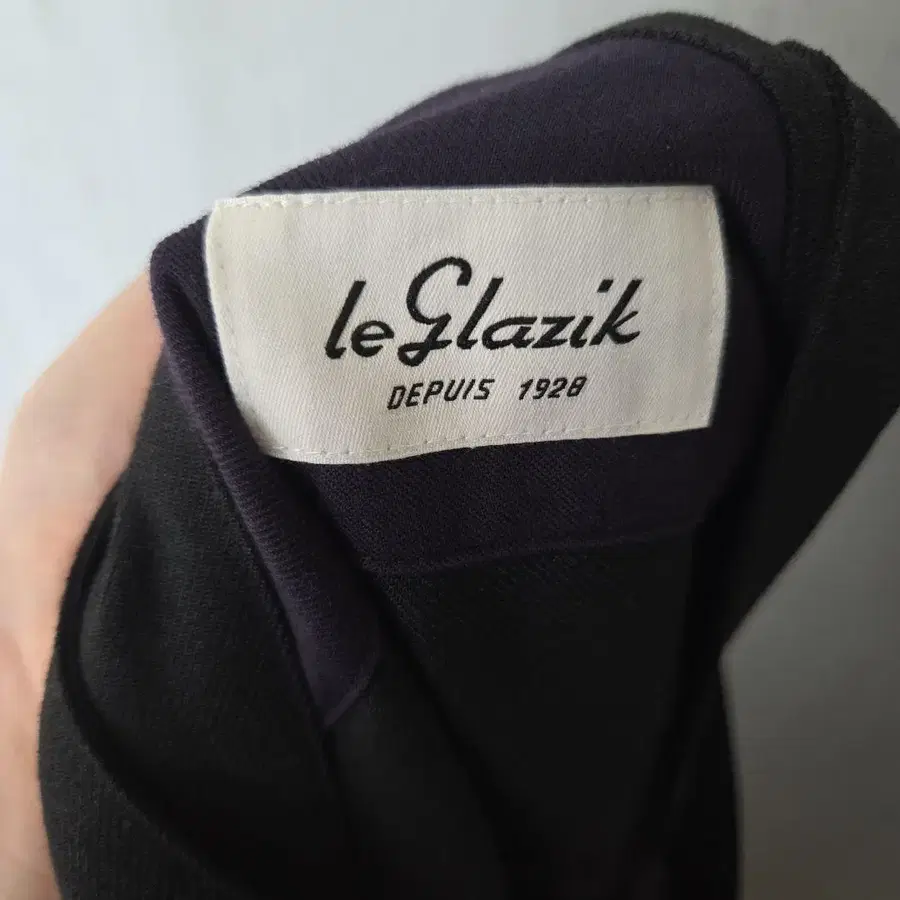 le Glazik
DEPUIS 1928